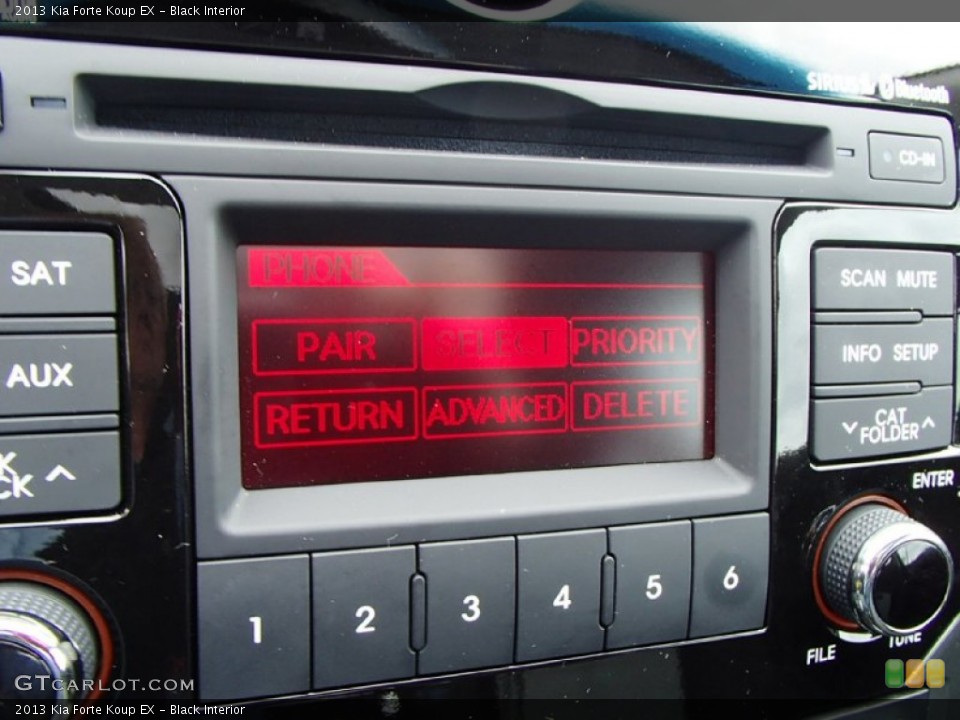 2013 Kia Forte Koup EX - Black Interior
SIRIUS Bluetooth
CD-IN
SAT
AUX
CK
PHONE
PAIR SELECT PRIORITY
RETURN ADVANCED DELETE
SCAN MUTE
INFO SETUP
CAT
FOLDER
ENTER
1 2 3 4 5 6
FILE TUNE
GTCARLOT.COM
2013 Kia Forte Koup EX - Black Interior